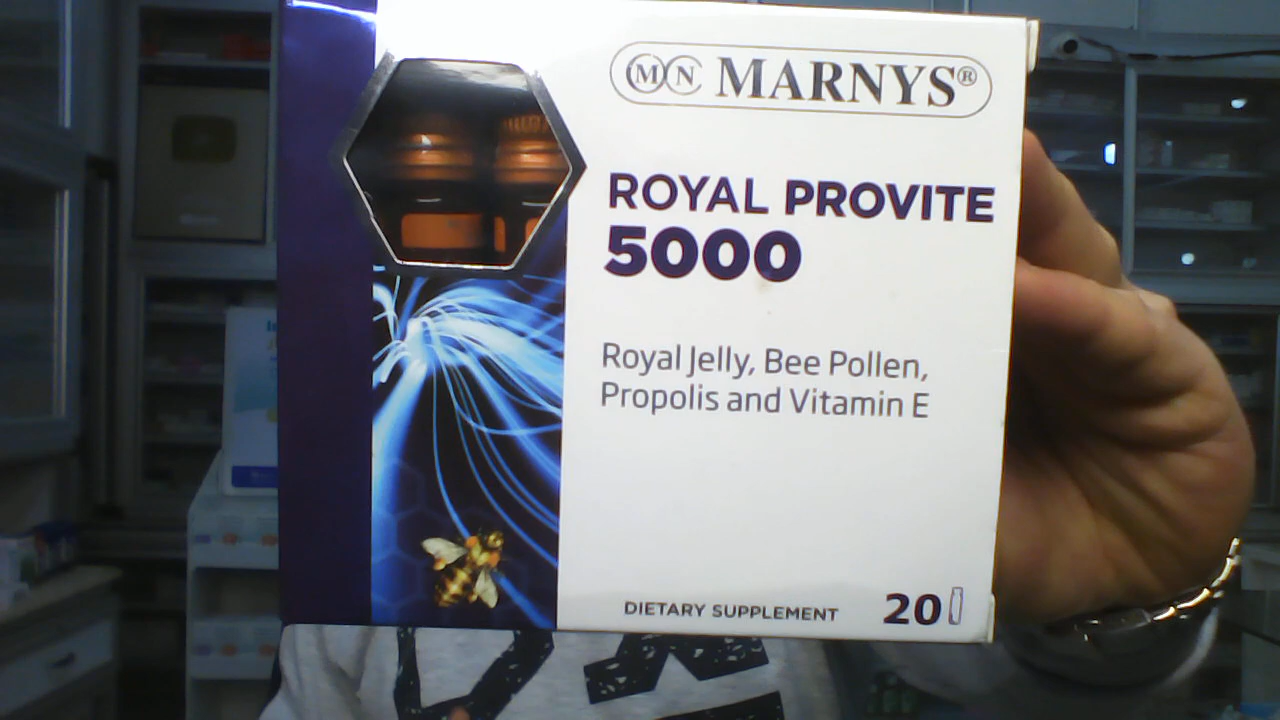 MN MARNYS®
ROYAL PROVITE
5000
Royal Jelly, Bee Pollen,
Propolis and Vitamin E
DIETARY SUPPLEMENT
20